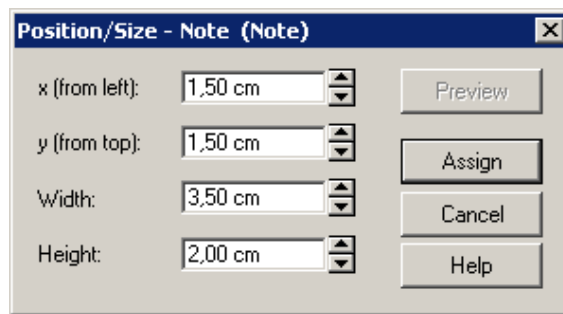 Position/Size - Note (Note)
x (from left): 1,50 cm
Preview
y (from top): 1,50 cm
Assign
Width: 3,50 cm
Cancel
Height: 2,00 cm
Help